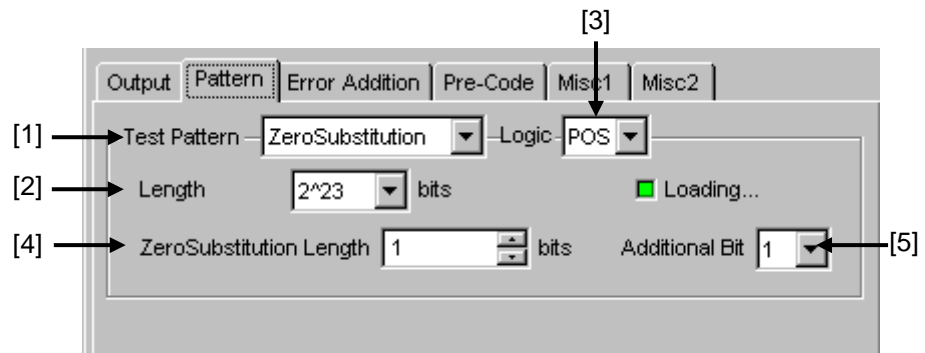 [3]
Output Pattern Error Addition Pre-Code Misc1 Misc2
[1] Test Pattern ZeroSubstitution Logic POS
[2] Length 2^23 bits Loading...
[4] ZeroSubstitution Length 1 bits Additional Bit 1 [5]